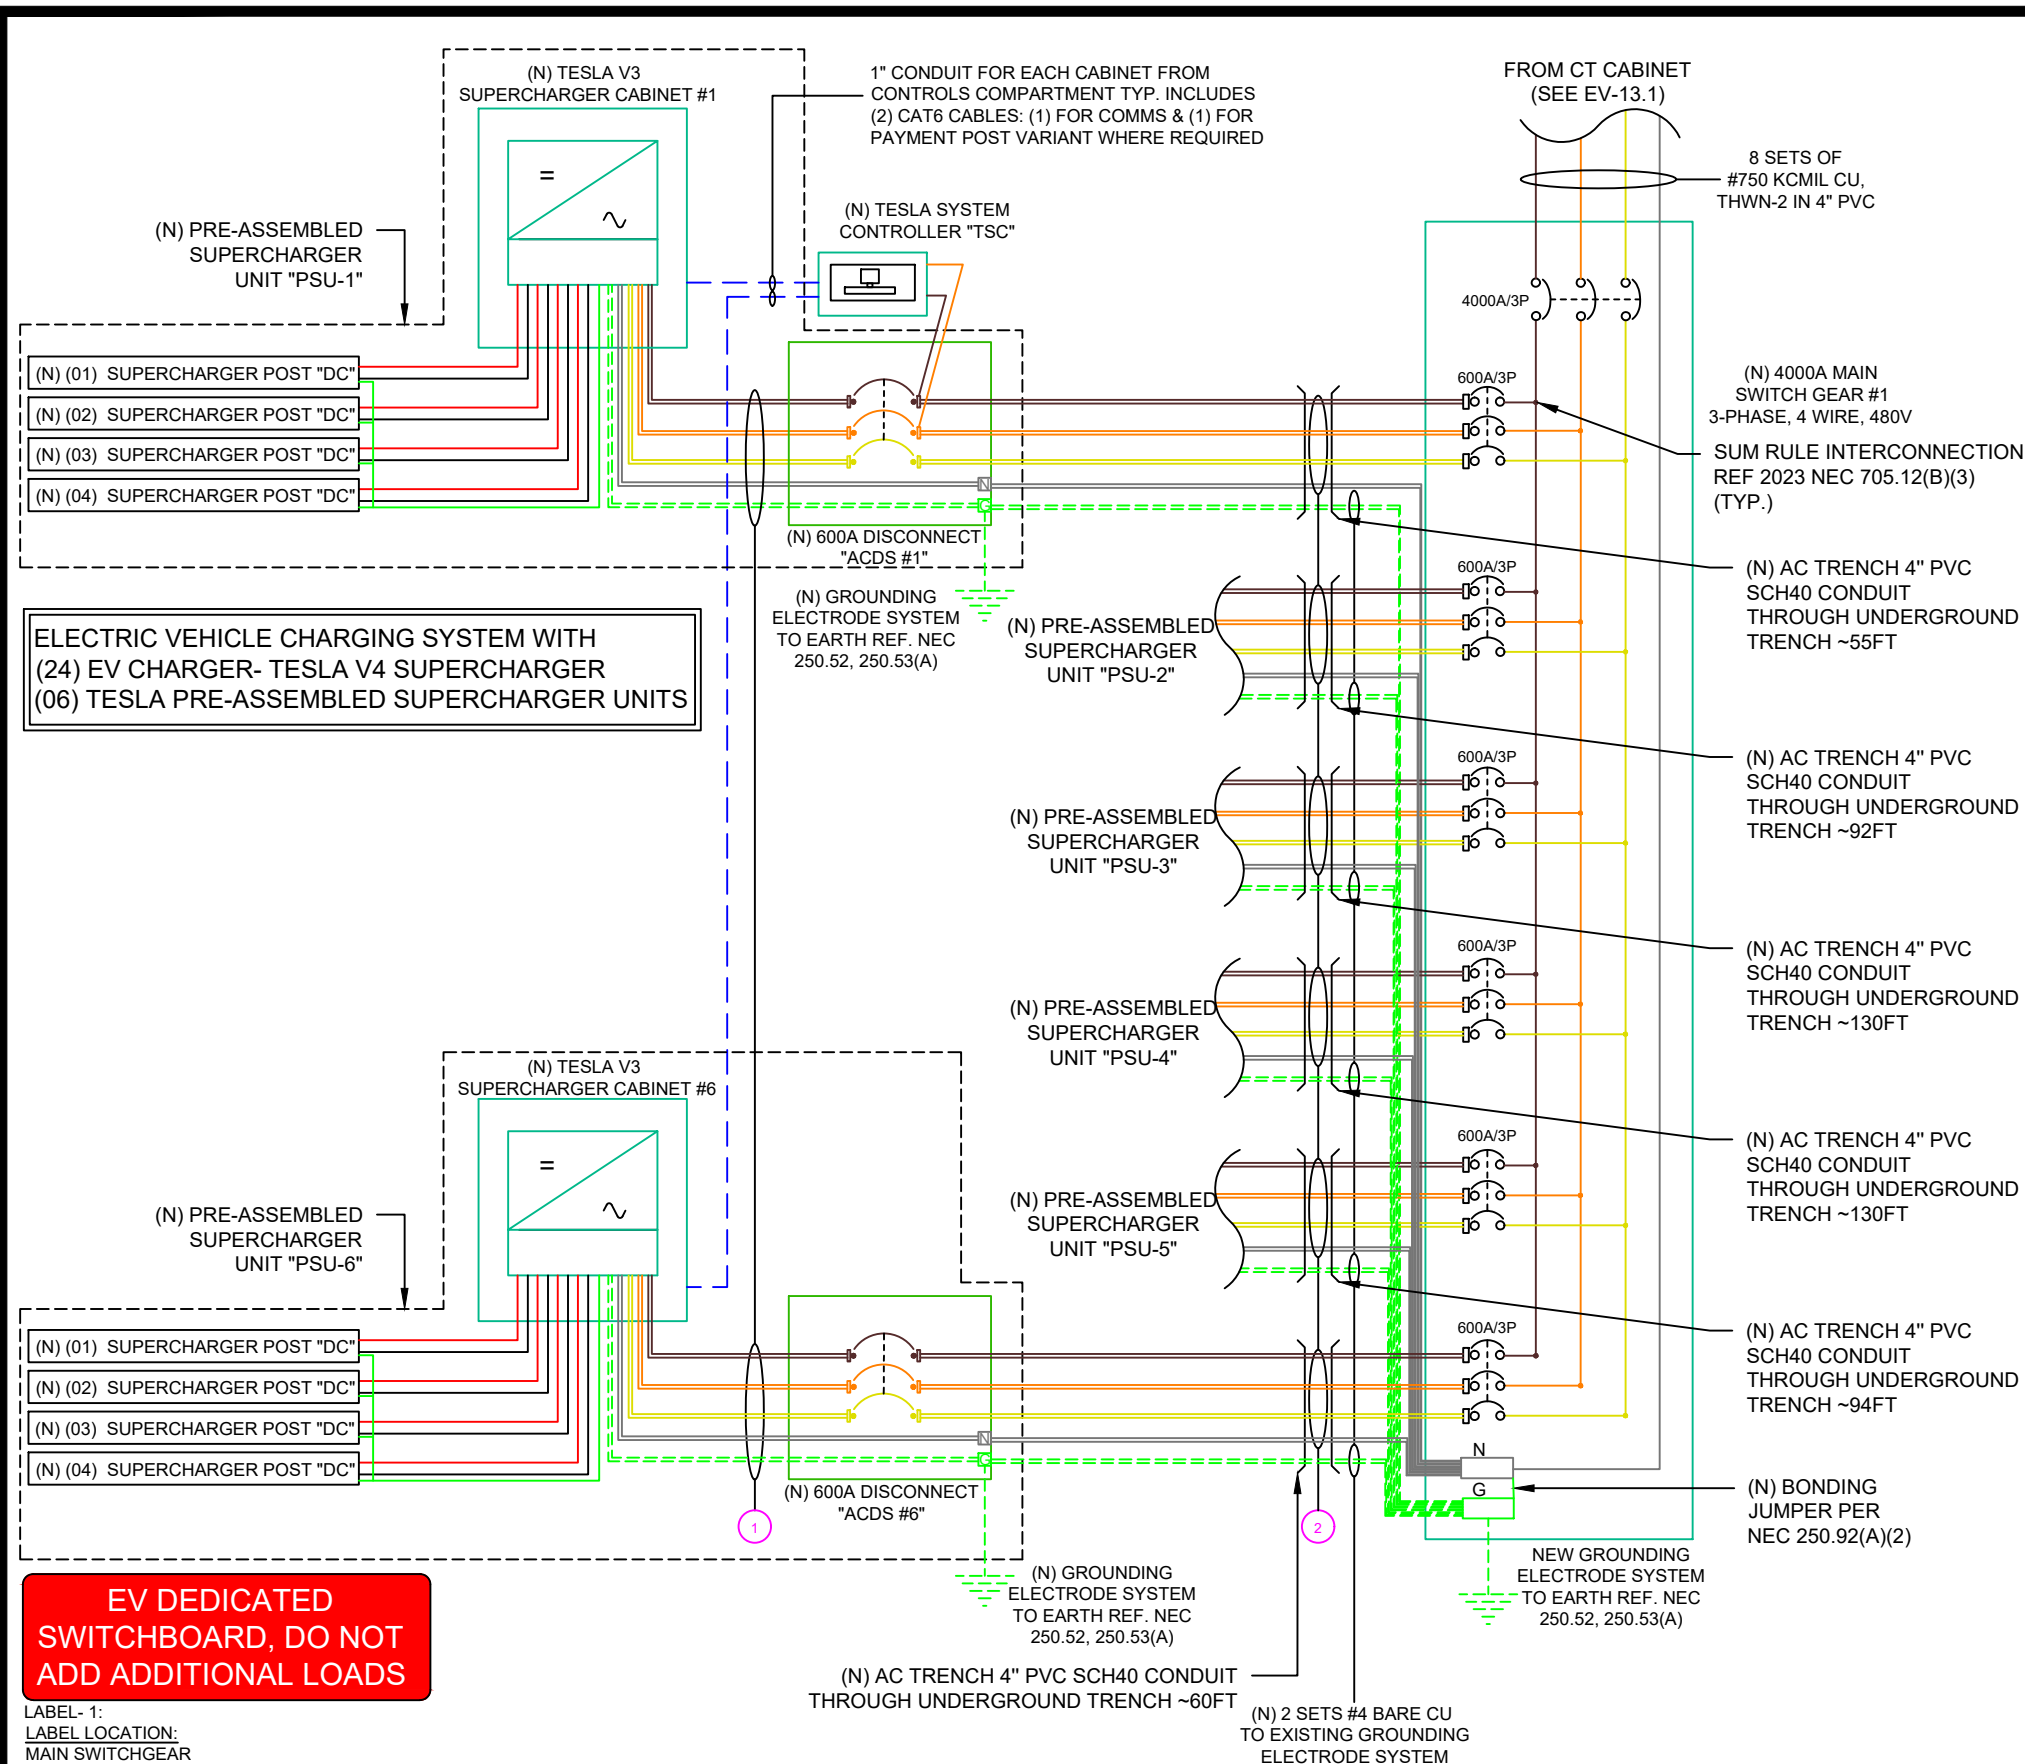 (N) TESLA V3
SUPERCHARGER CABINET #1
1" CONDUIT FOR EACH CABINET FROM
CONTROLS COMPARTMENT TYP. INCLUDES
(2) CAT6 CABLES: (1) FOR COMMS & (1) FOR
PAYMENT POST VARIANT WHERE REQUIRED
FROM CT CABINET
(SEE EV-13.1)
8 SETS OF
#750 KCMIL CU,
THWN-2 IN 4" PVC
=
(N) PRE-ASSEMBLED
SUPERCHARGER
UNIT "PSU-1"
(N) TESLA SYSTEM
CONTROLLER "TSC"
4000A/3P
(N) (01) SUPERCHARGER POST "DC"
(N) (02) SUPERCHARGER POST "DC"
(N) (03) SUPERCHARGER POST "DC"
(N) (04) SUPERCHARGER POST "DC"
600A/3P
(N) 4000A MAIN
SWITCH GEAR #1
3-PHASE, 4 WIRE, 480V
SUM RULE INTERCONNECTION
REF 2023 NEC 705.12(B)(3)
(TYP.)
N
G
(N) 600A DISCONNECT
"ACDS #1"
(N) GROUNDING
ELECTRODE SYSTEM
TO EARTH REF. NEC
250.52, 250.53(A)
600A/3P
(N) AC TRENCH 4" PVC
SCH40 CONDUIT
THROUGH UNDERGROUND
TRENCH ~55FT
ELECTRIC VEHICLE CHARGING SYSTEM WITH
(24) EV CHARGER- TESLA V4 SUPERCHARGER
(06) TESLA PRE-ASSEMBLED SUPERCHARGER UNITS
(N) PRE-ASSEMBLED
SUPERCHARGER
UNIT "PSU-2"
600A/3P
(N) AC TRENCH 4" PVC
SCH40 CONDUIT
THROUGH UNDERGROUND
TRENCH ~92FT
(N) PRE-ASSEMBLED
SUPERCHARGER
UNIT "PSU-3"
600A/3P
(N) AC TRENCH 4" PVC
SCH40 CONDUIT
THROUGH UNDERGROUND
TRENCH ~130FT
(N) PRE-ASSEMBLED
SUPERCHARGER
UNIT "PSU-4"
(N) TESLA V3
SUPERCHARGER CABINET #6
600A/3P
(N) AC TRENCH 4" PVC
SCH40 CONDUIT
THROUGH UNDERGROUND
TRENCH ~130FT
=
(N) PRE-ASSEMBLED
SUPERCHARGER
UNIT "PSU-5"
(N) PRE-ASSEMBLED
SUPERCHARGER
UNIT "PSU-6"
600A/3P
(N) AC TRENCH 4" PVC
SCH40 CONDUIT
THROUGH UNDERGROUND
TRENCH ~94FT
(N) (01) SUPERCHARGER POST "DC"
(N) (02) SUPERCHARGER POST "DC"
(N) (03) SUPERCHARGER POST "DC"
(N) (04) SUPERCHARGER POST "DC"
N
G
N
G
(N) 600A DISCONNECT
"ACDS #6"
1
2
(N) BONDING
JUMPER PER
NEC 250.92(A)(2)
NEW GROUNDING
ELECTRODE SYSTEM
TO EARTH REF. NEC
250.52, 250.53(A)
(N) GROUNDING
ELECTRODE SYSTEM
TO EARTH REF. NEC
250.52, 250.53(A)
EV DEDICATED
SWITCHBOARD, DO NOT
ADD ADDITIONAL LOADS
(N) AC TRENCH 4" PVC SCH40 CONDUIT
THROUGH UNDERGROUND TRENCH ~60FT
(N) 2 SETS #4 BARE CU
TO EXISTING GROUNDING
ELECTRODE SYSTEM
LABEL- 1:
LABEL LOCATION:
MAIN SWITCHGEAR